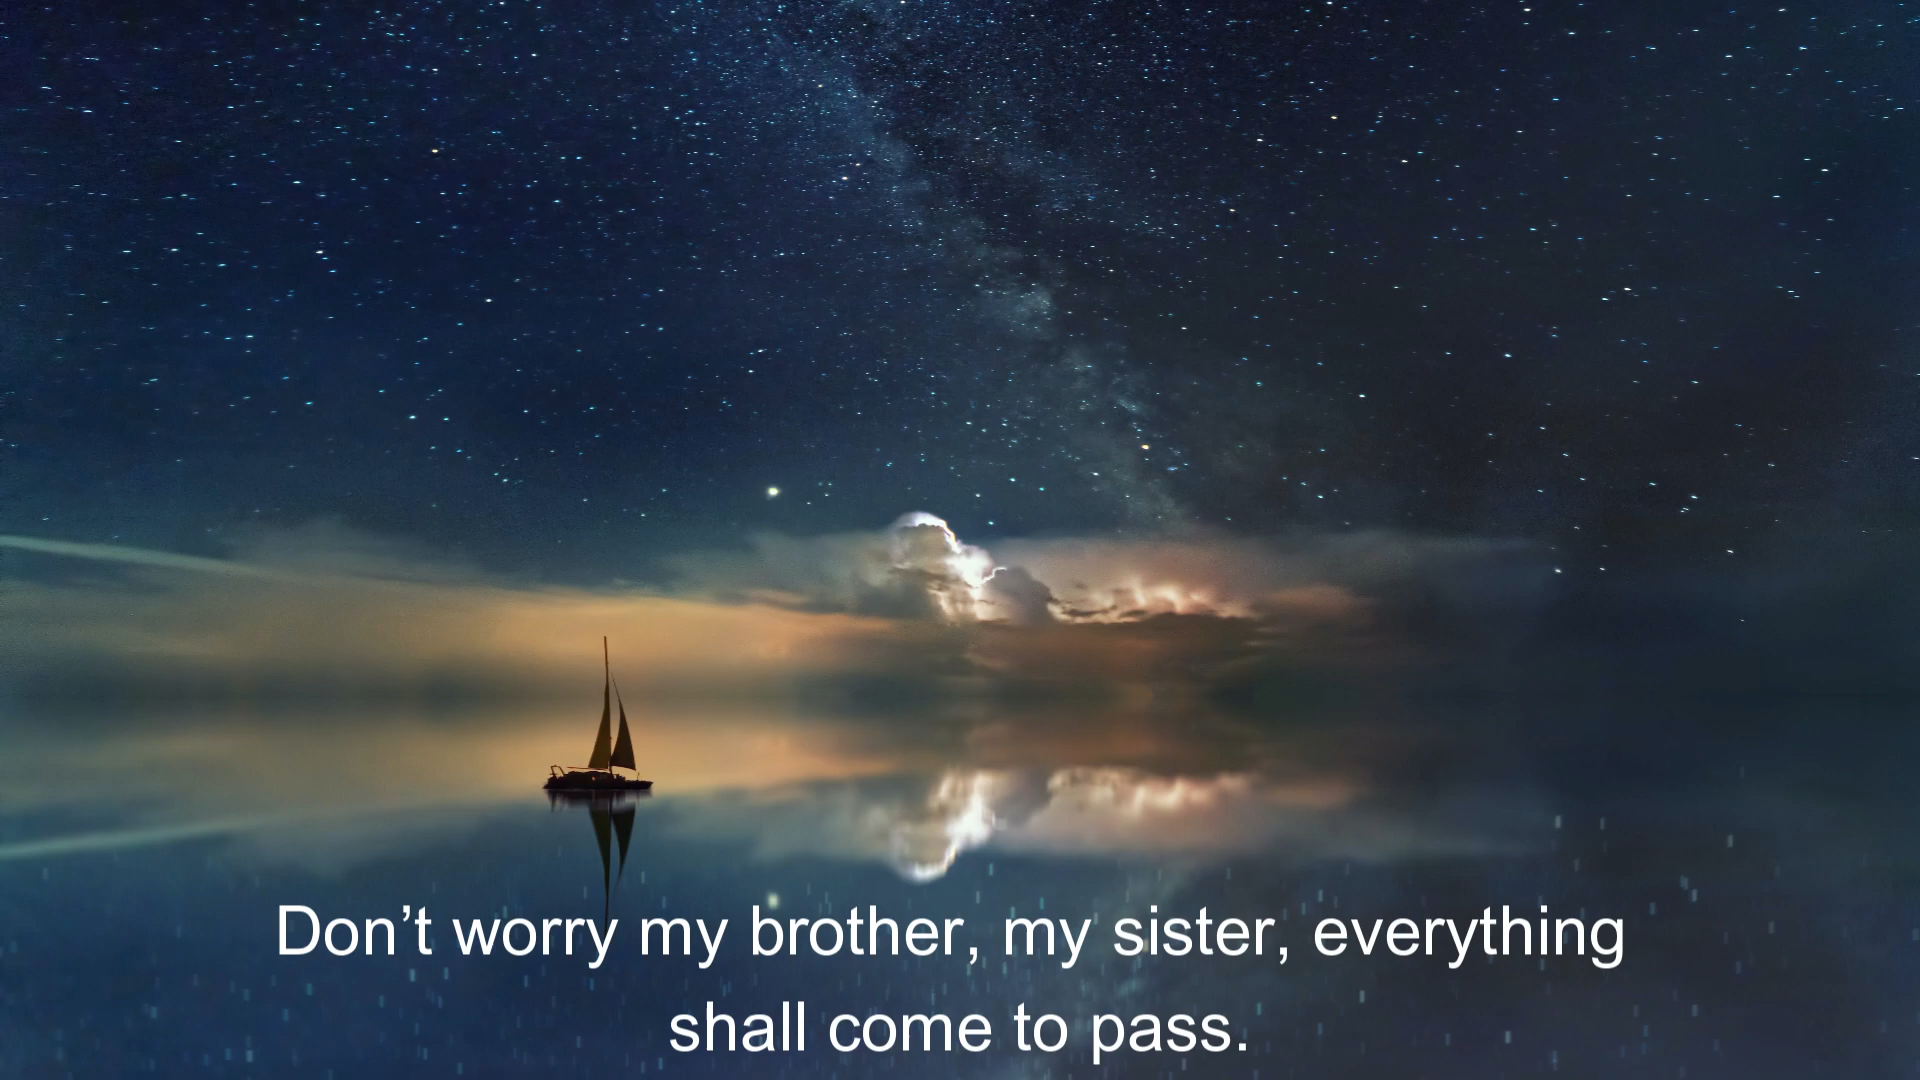 Don’t worry my brother, my sister, everything
shall come to pass.